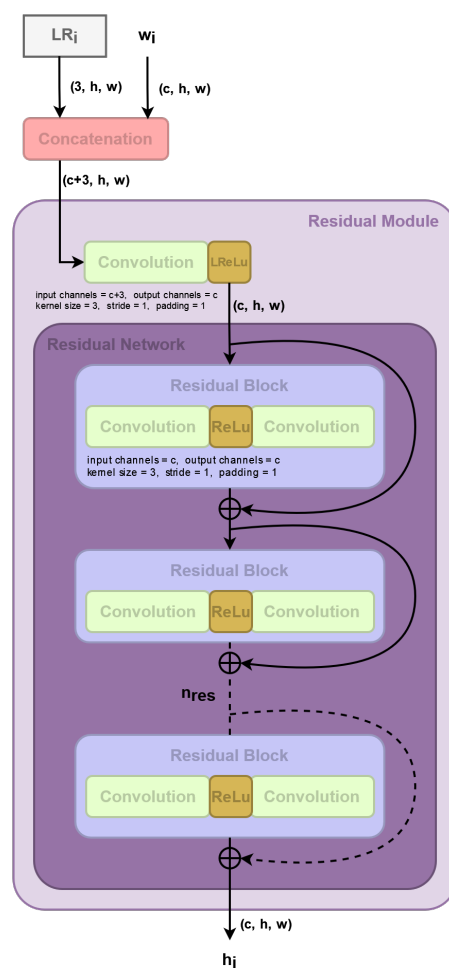 LRi wi
(3, h, w) (c, h, w)
Concatenation
(c+3, h, w)
Residual Module
Convolution LReLu
input channels = c+3, output channels = c
kernel size = 3, stride = 1, padding = 1
(c, h, w)
Residual Network
Residual Block
Convolution ReLu Convolution
input channels = c, output channels = c
kernel size = 3, stride = 1, padding = 1
Residual Block
Convolution ReLu Convolution
nres
Residual Block
Convolution ReLu Convolution
(c, h, w)
hi